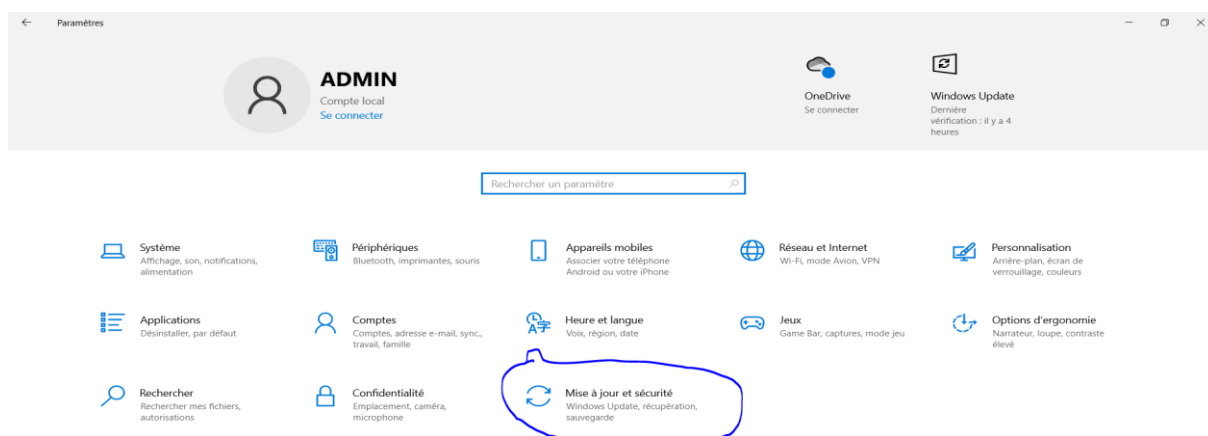 Paramètres
ADMIN
Compte local
Se connecter
OneDrive
Se connecter
Windows Update
Dernière
vérification : il y a 4
heures
Rechercher un paramètre
Système
Affichage, son, notifications,
alimentation
Périphériques
Bluetooth, imprimantes, souris
Appareils mobiles
Associer votre téléphone
Android ou votre iPhone
Réseau et Internet
Wi-Fi, mode Avion, VPN
Personnalisation
Arrière-plan, écran de
verrouillage, couleurs
Applications
Désinstaller, par défaut
Comptes
Comptes, adresse e-mail, sync.,
travail, famille
Heure et langue
Voix, région, date
Jeux
Game Bar, captures, mode jeu
Options d'ergonomie
Narrateur, loupe, contraste
élevé
Rechercher
Rechercher mes fichiers,
autorisations
Confidentialité
Emplacement, caméra,
microphone
Mise à jour et sécurité
Windows Update, récupération,
sauvegarde